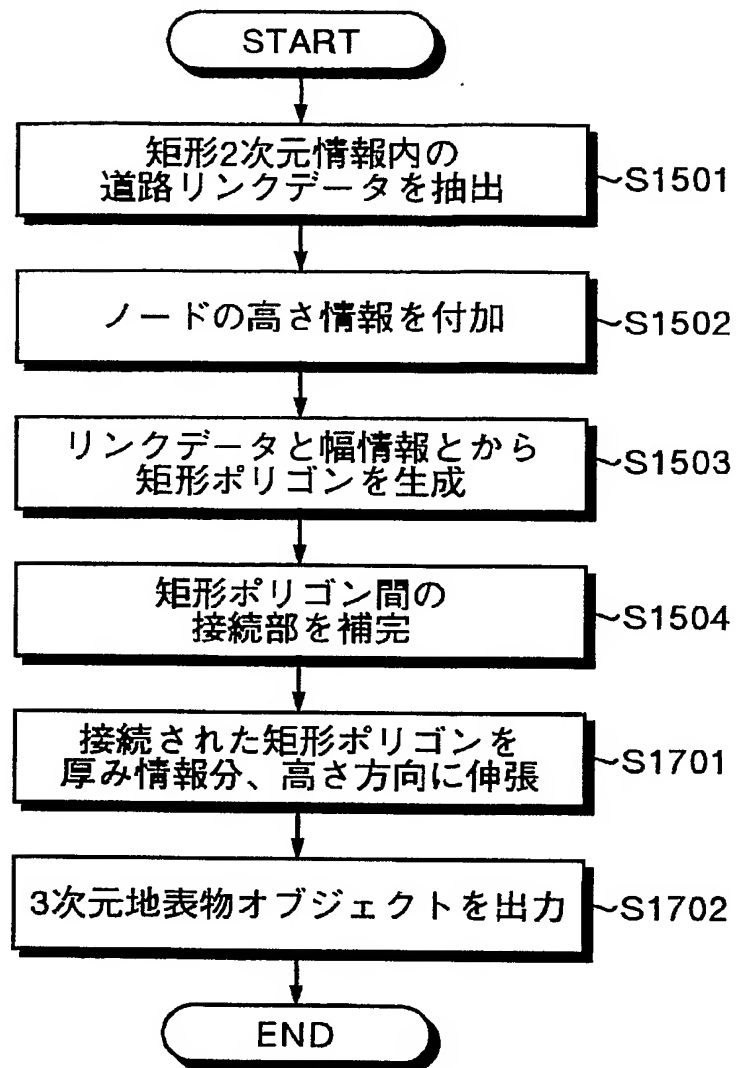 START
矩形2次元情報内の
道路リンクデータを抽出
~S1501
ノードの高さ情報を付加
~S1502
リンクデータと幅情報とから
矩形ポリゴンを生成
~S1503
矩形ポリゴン間の
接続部を補完
~S1504
接続された矩形ポリゴンを
厚み情報分、高さ方向に伸張
~S1701
3次元地表物オブジェクトを出力
~S1702
END